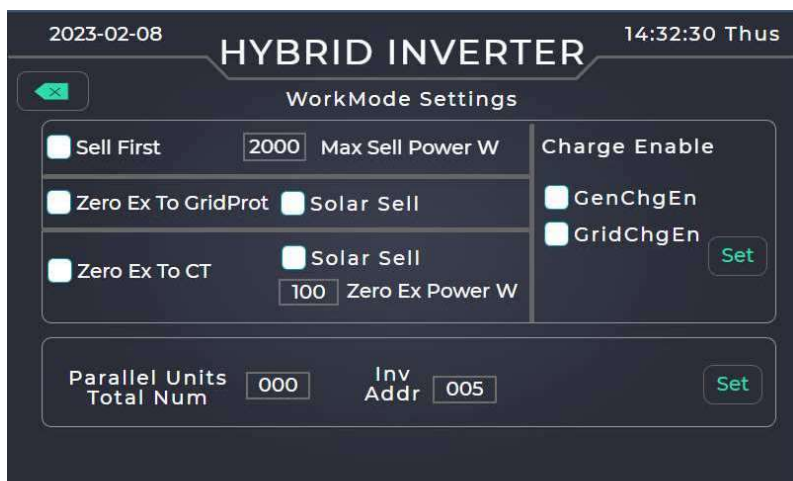 2023-02-08
HYBRID INVERTER
14:32:30 Thus
WorkMode Settings
Sell First 2000 Max Sell Power W
Zero Ex To GridProt Solar Sell
Zero Ex To CT
Solar Sell
100 Zero Ex Power W
Charge Enable
GenChgEn
GridChgEn
Set
Parallel Units
Total Num
000
Inv
Addr
005
Set